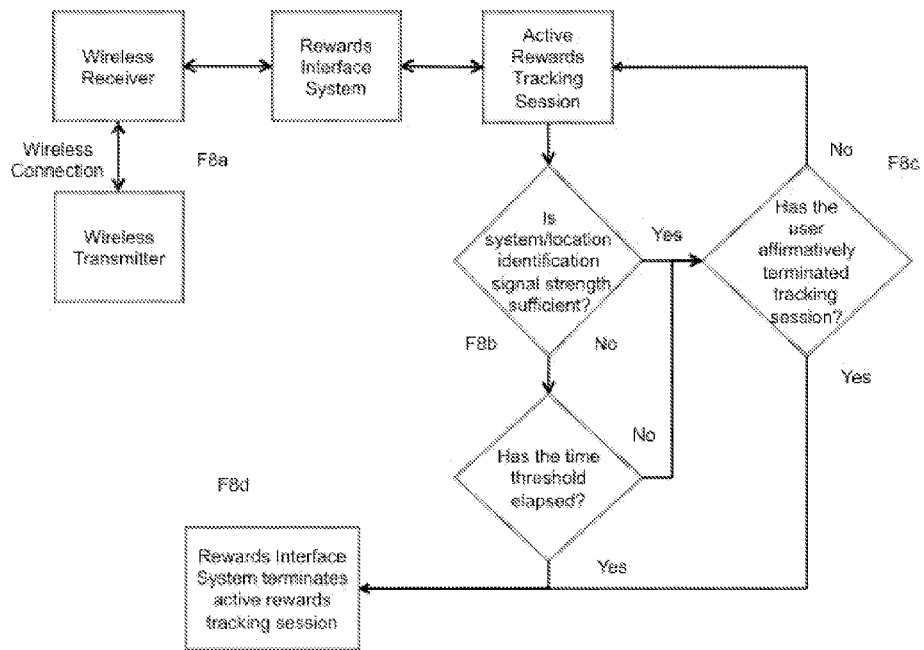 Wireless
Receiver
Rewards
Interface
System
Active
Rewards
Tracking
Session
Wireless
Connection
F8a
Wireless
Transmitter
Is
system/location
identification
signal strength
sufficient?
Yes
No
F8c
Has the
user
affirmatively
terminated
tracking
session?
F8b
No
Yes
Has the time
threshold
elapsed?
No
F8d
Yes
Rewards Interface
System terminates
active rewards
tracking session